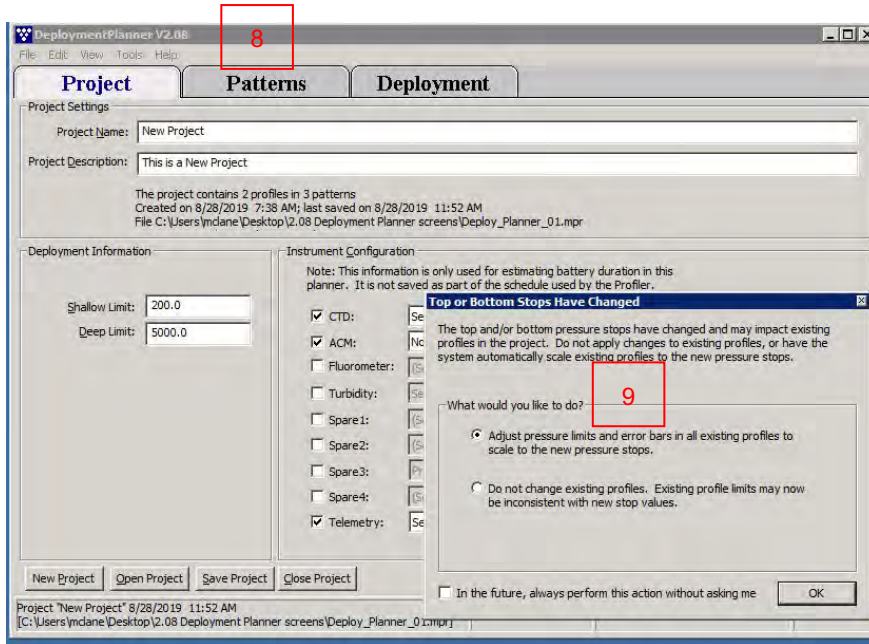 DeploymentPlanner V2.08
8
File Edit View Tools Help
Project Patterns Deployment
Project Settings
Project Name: New Project
Project Description: This is a New Project
The project contains 2 profiles in 3 patterns
Created on 8/28/2019 7:38 AM; last saved on 8/28/2019 11:52 AM
File C:\Users\mclane\Desktop\2.08 Deployment Planner screens\Deploy_Planner_01.mpr
Deployment Information
Shallow Limit: 200.0
Deep Limit: 5000.0
Instrument Configuration
Note: This information is only used for estimating battery duration in this
planner. It is not saved as part of the schedule used by the Profiler.
CTD: Se
ACM: No
Fluorometer: (S
Turbidity: Se
Spare1: (S
Spare2: (S
Spare3: Pr
Spare4: (S
Telemetry: Se
Top or Bottom Stops Have Changed
The top and/or bottom pressure stops have changed and may impact existing
profiles in the project. Do not apply changes to existing profiles, or have the
system automatically scale existing profiles to the new pressure stops.
9
What would you like to do?
Adjust pressure limits and error bars in all existing profiles to
scale to the new pressure stops.
Do not change existing profiles. Existing profile limits may now
be inconsistent with new stop values.
In the future, always perform this action without asking me
OK
New Project Open Project Save Project Close Project
Project "New Project" 8/28/2019 11:52 AM
[C:\Users\mclane\Desktop\2.08 Deployment Planner screens\Deploy_Planner_01.mpr]